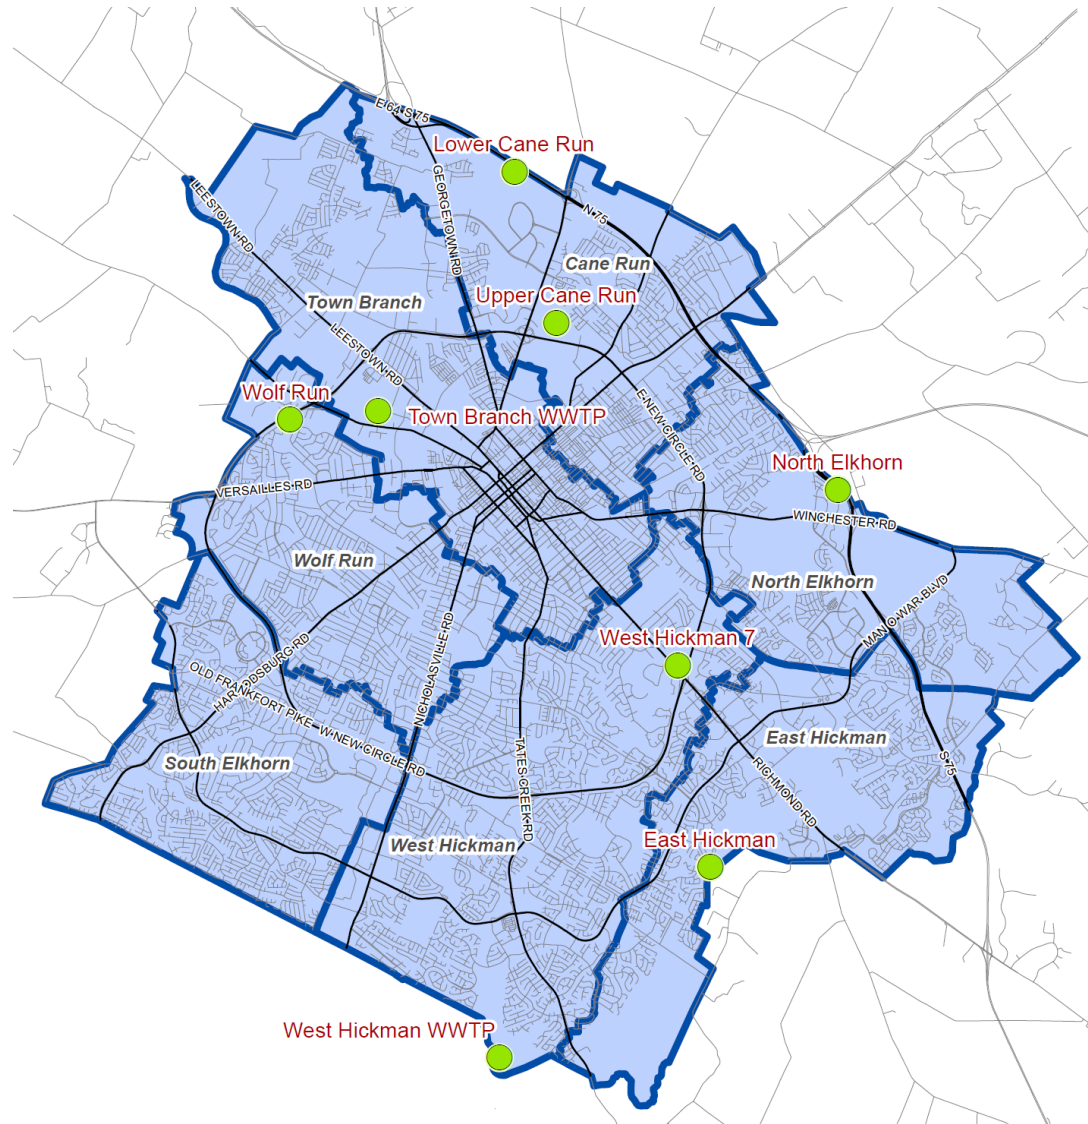 E 64 S 75
Lower Cane Run
GEORGETOWN RD
LEESTOWN RD
N 75
Cane Run
Upper Cane Run
Town Branch
LEESTOWN RD
Wolf Run
Town Branch WWTP
E NEW CIRCLE RD
North Elkhorn
VERSAILLES RD
WINCHESTER RD
Wolf Run
North Elkhorn
MAN O WAR BLVD
West Hickman 7
HARRODSBURG RD
OLD FRANKFORT PIKE
W NEW CIRCLE RD
NICHOLASVILLE RD
TATES CREEK RD
East Hickman
S 75
South Elkhorn
RICHMOND RD
West Hickman
East Hickman
West Hickman WWTP